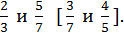 2/3 и 5/7 [3/7 и 4/5].